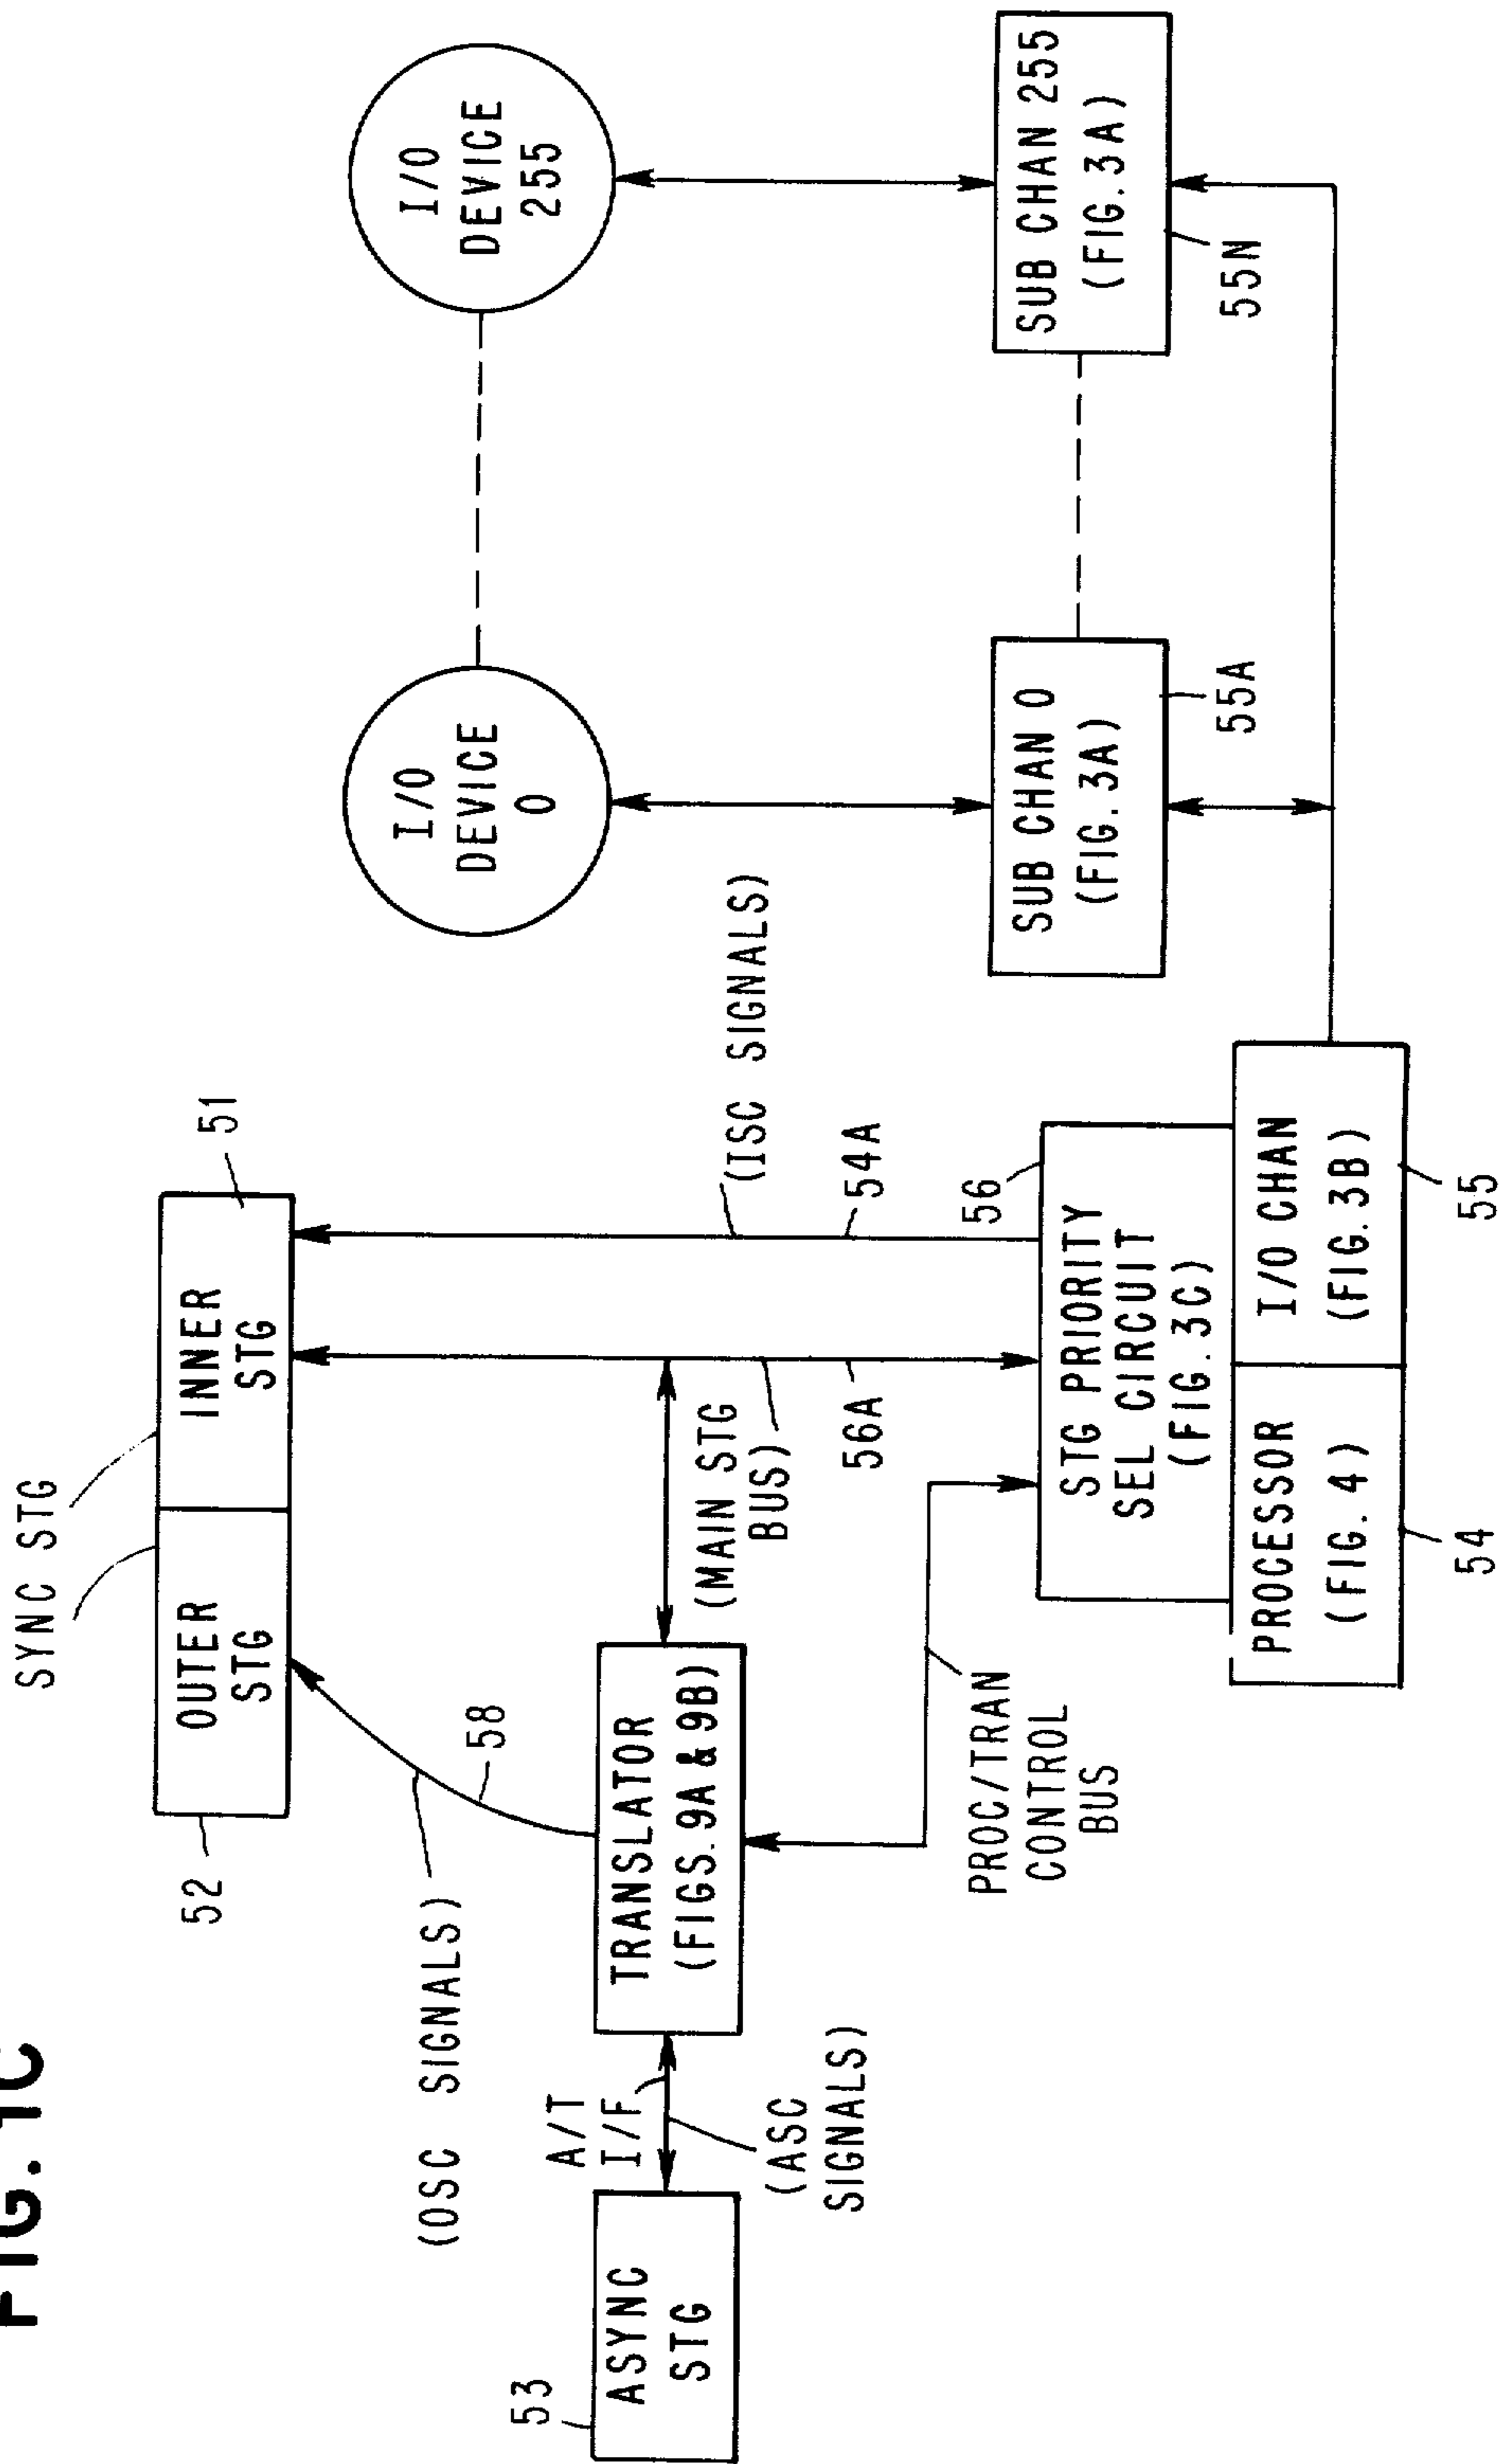 FIG. 1C
SYNC STG
52
OUTER
STG
INNER
STG
51
(OSC SIGNALS)
58
(ISC SIGNALS)
54A
(MAIN STG
BUS)
56A
53
ASYNC
STG
A/T
I/F
(ASC
SIGNALS)
TRANSLATOR
(FIGS. 9A & 9B)
PROC/TRAN
CONTROL
BUS
STG PRIORITY
SEL CIRCUIT
(FIG. 3C)
56
PROCESSOR
(FIG. 4)
54
I/O CHAN
(FIG. 3B)
55
I/O
DEVICE
0
I/O
DEVICE
255
SUB CHAN 0
(FIG. 3A)
55A
SUB CHAN 255
(FIG. 3A)
55N